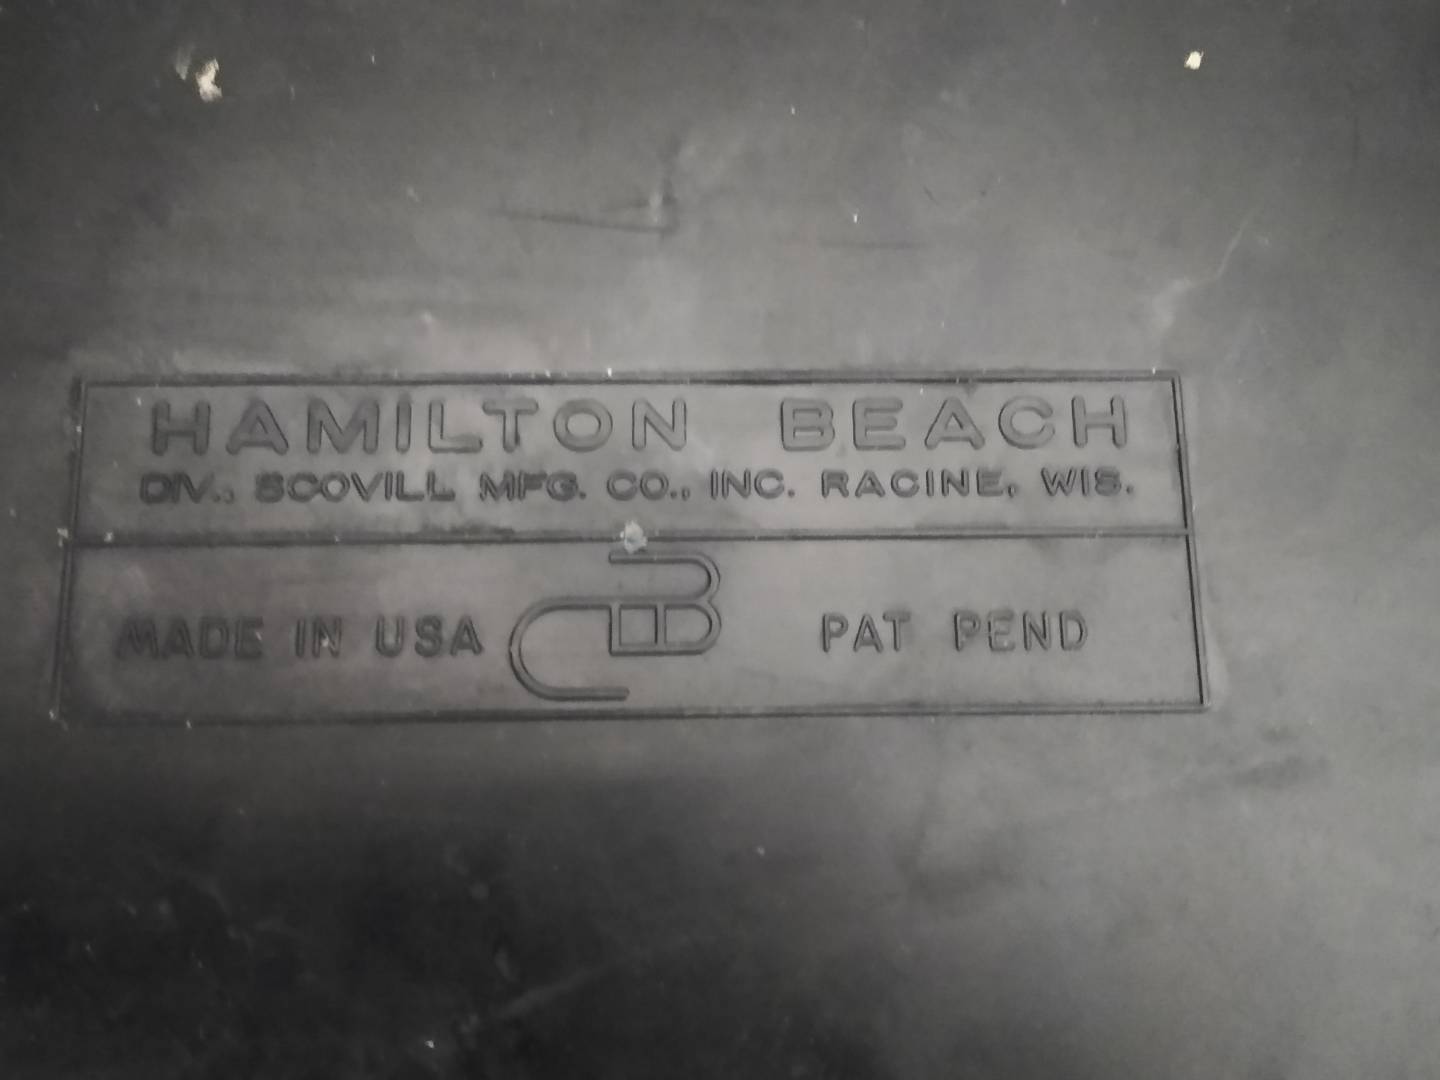 HAMILTON BEACH
DIV., SCOVILL MFG. CO., INC. RACINE, WIS.
MADE IN USA PAT PEND